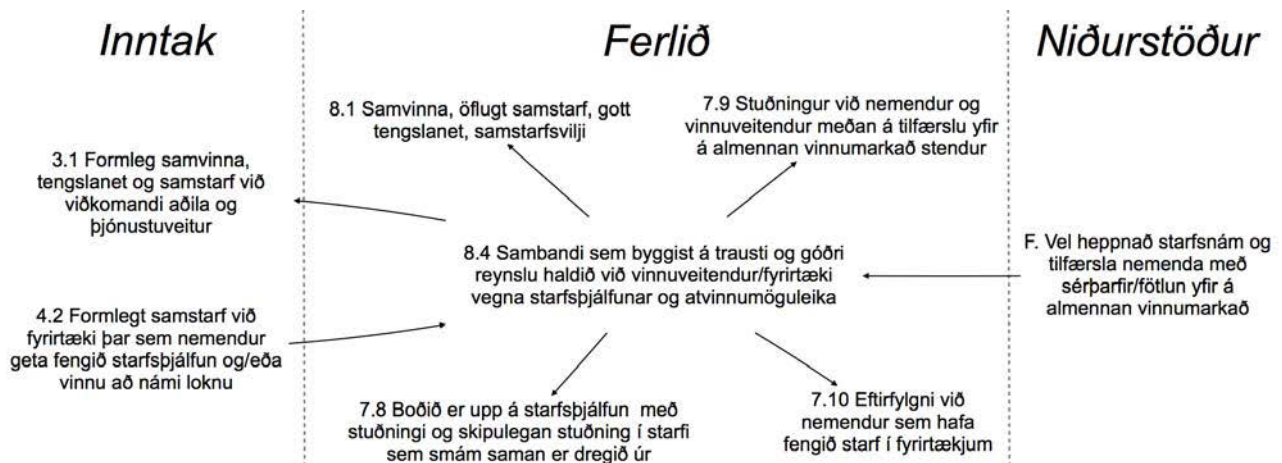 Inntak
Ferlið
Niðurstöður
3.1 Formleg samvinna,
tengslanet og samstarf við
viðkomandi aðila og
þjónustuveitur
4.2 Formlegt samstarf við
fyrirtæki þar sem nemendur
geta fengið starfsþjálfun og/eða
vinnu að námi loknu
8.1 Samvinna, öflugt samstarf, gott
tengslanet, samstarfsvilji
7.9 Stuðningur við nemendur og
vinnuveitendur meðan á tilfærslu yfir
á almennan vinnumarkað stendur
8.4 Sambandi sem byggist á trausti og góðri
reynslu haldið við vinnuveitendur/fyrirtæki
vegna starfsþjálfunar og atvinnumöguleika
7.8 Boðið er upp á starfsþjálfun með
stuðningi og skipulegan stuðning í starfi
sem smám saman er dregið úr
7.10 Eftirfylgni við
nemendur sem hafa
fengið starf í fyrirtækjum
F. Vel heppnað starfsnám og
tilfærsla nemenda með
sérþarfir/fötlun yfir á
almennan vinnumarkað